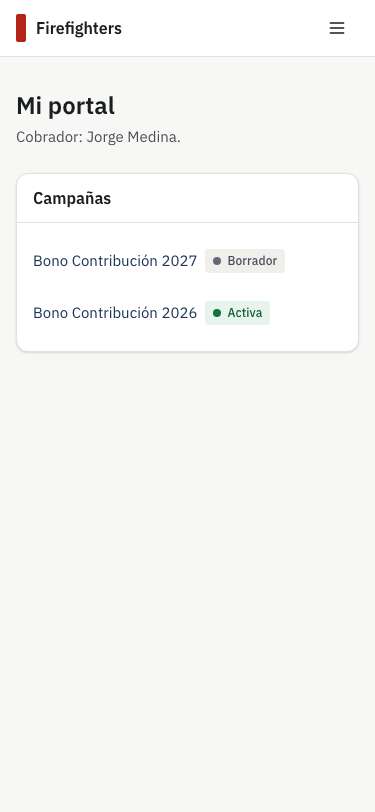 Firefighters
Mi portal
Cobrador: Jorge Medina.
Campañas
Bono Contribución 2027 Borrador
Bono Contribución 2026 Activa